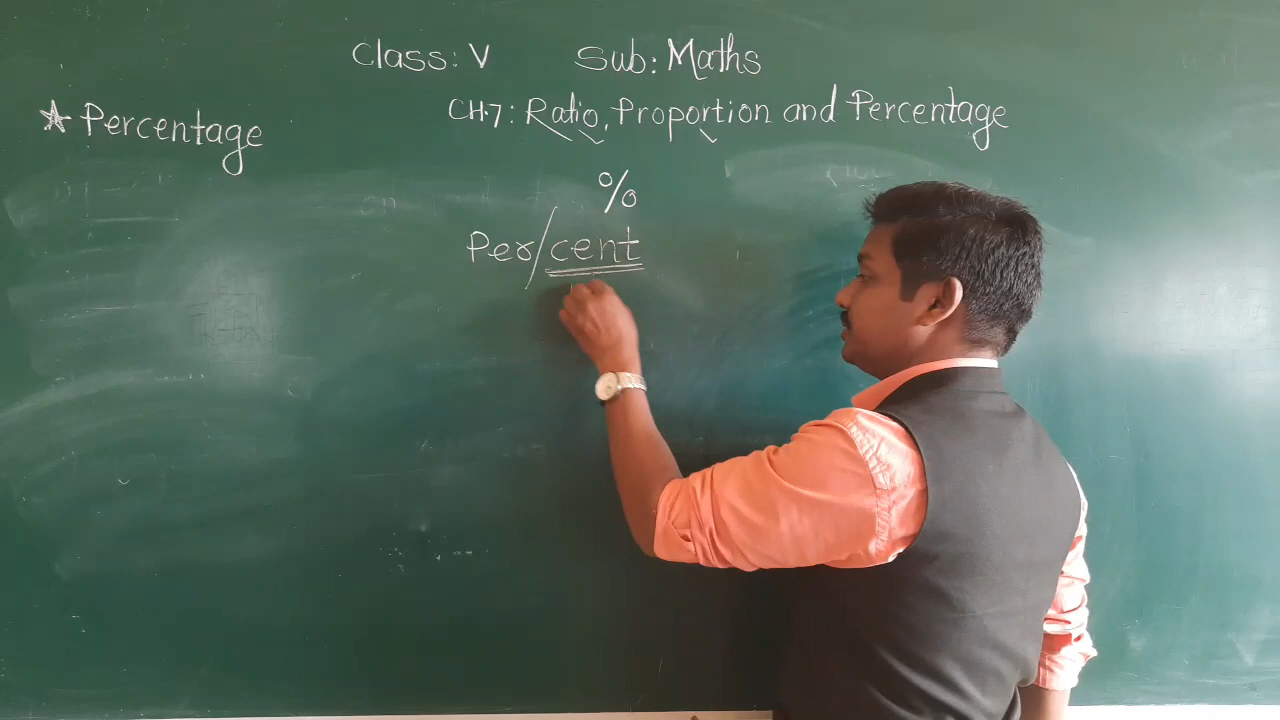 Class: V Sub: Maths
CH.7: Ratio, Proportion and Percentage
★ Percentage
%
Per/cent